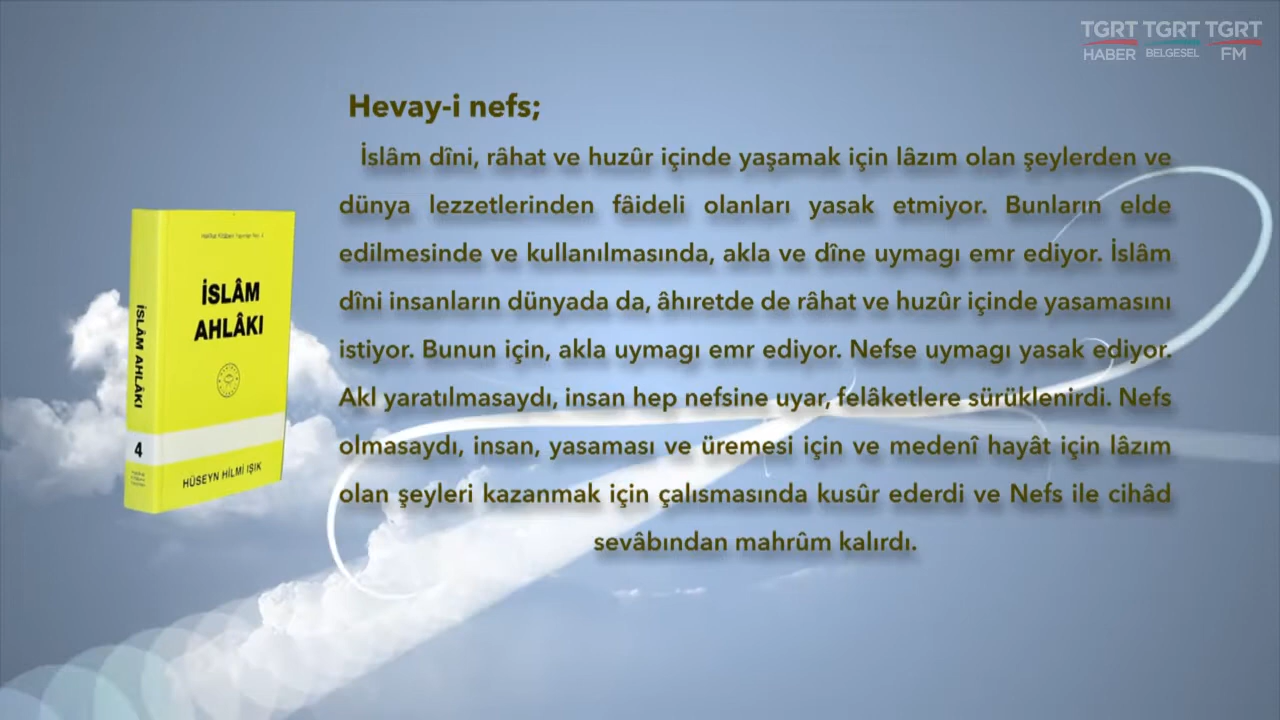 TGRT TGRT TGRT
HABER BELGESEL FM
Hevay-i nefs;
İslâm dîni, râhat ve huzûr içinde yaşamak için lâzım olan şeylerden ve
dünya lezzetlerinden fâideli olanları yasak etmiyor. Bunların elde
edilmesinde ve kullanılmasında, akla ve dîne uymagı emr ediyor. İslâm
dîni insanların dünyada da, âhıretde de râhat ve huzûr içinde yasamasını
istiyor. Bunun için, akla uymagı emr ediyor. Nefse uymagı yasak ediyor.
Akl yaratılmasaydı, insan hep nefsine uyar, felâketlere sürüklenirdi. Nefs
olmasaydı, insan, yasaması ve üremesi için ve medenî hayât için lâzım
olan şeyleri kazanmak için çalısmasında kusûr ederdi ve Nefs ile cihâd
sevâbından mahrûm kalırdı.
İSLÂM
AHLÂKI
HÜSEYN HİLMİ IŞIK
İSLÂM AHLÂKI
4